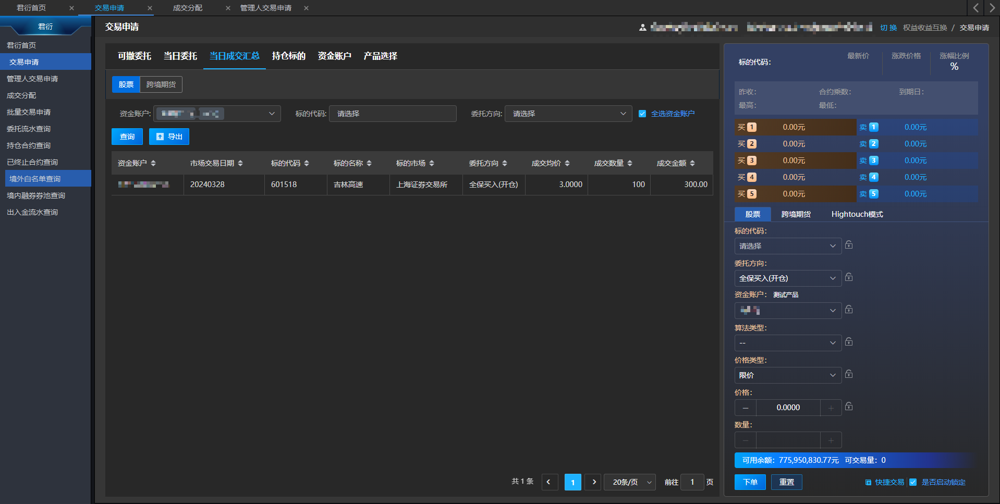 君衍首页 交易申请 成交分配 管理人交易申请
君衍
君衍首页
交易申请
管理人交易申请
成交分配
批量交易申请
委托流水查询
持仓合约查询
已终止合约查询
境外白名单查询
境内融券券池查询
出入金流水查询
交易申请
切 换 权益收益互换 / 交易申请
可撤委托 当日委托 当日成交汇总 持仓标的 资金账户 产品选择
股票 跨境期货
资金账户: 标的代码: 请选择 委托方向: 请选择 全选资金账户
查询 导出
资金账户 市场交易日期 标的代码 标的名称 标的市场 委托方向 成交均价 成交数量 成交金额
20240328 601518 吉林高速 上海证券交易所 全保买入(开仓) 3.0000 100 300.00
共 1 条 1 20条/页 前往 1 页
标的代码: 最新价 涨跌价格 涨幅比例
%
昨收: 合约乘数: 到期日:
最高: 最低:
买 1 0.00元 卖 1 0.00元
买 2 0.00元 卖 2 0.00元
买 3 0.00元 卖 3 0.00元
买 4 0.00元 卖 4 0.00元
买 5 0.00元 卖 5 0.00元
股票 跨境期货 Hightouch模式
标的代码:
请选择
委托方向:
全保买入(开仓)
资金账户: 测试产品
算法类型:
--
价格类型:
限价
价格:
0.0000
数量:
可用余额: 775,950,830.77元 可交易量: 0
下单 重置 快捷交易 是否启动锁定